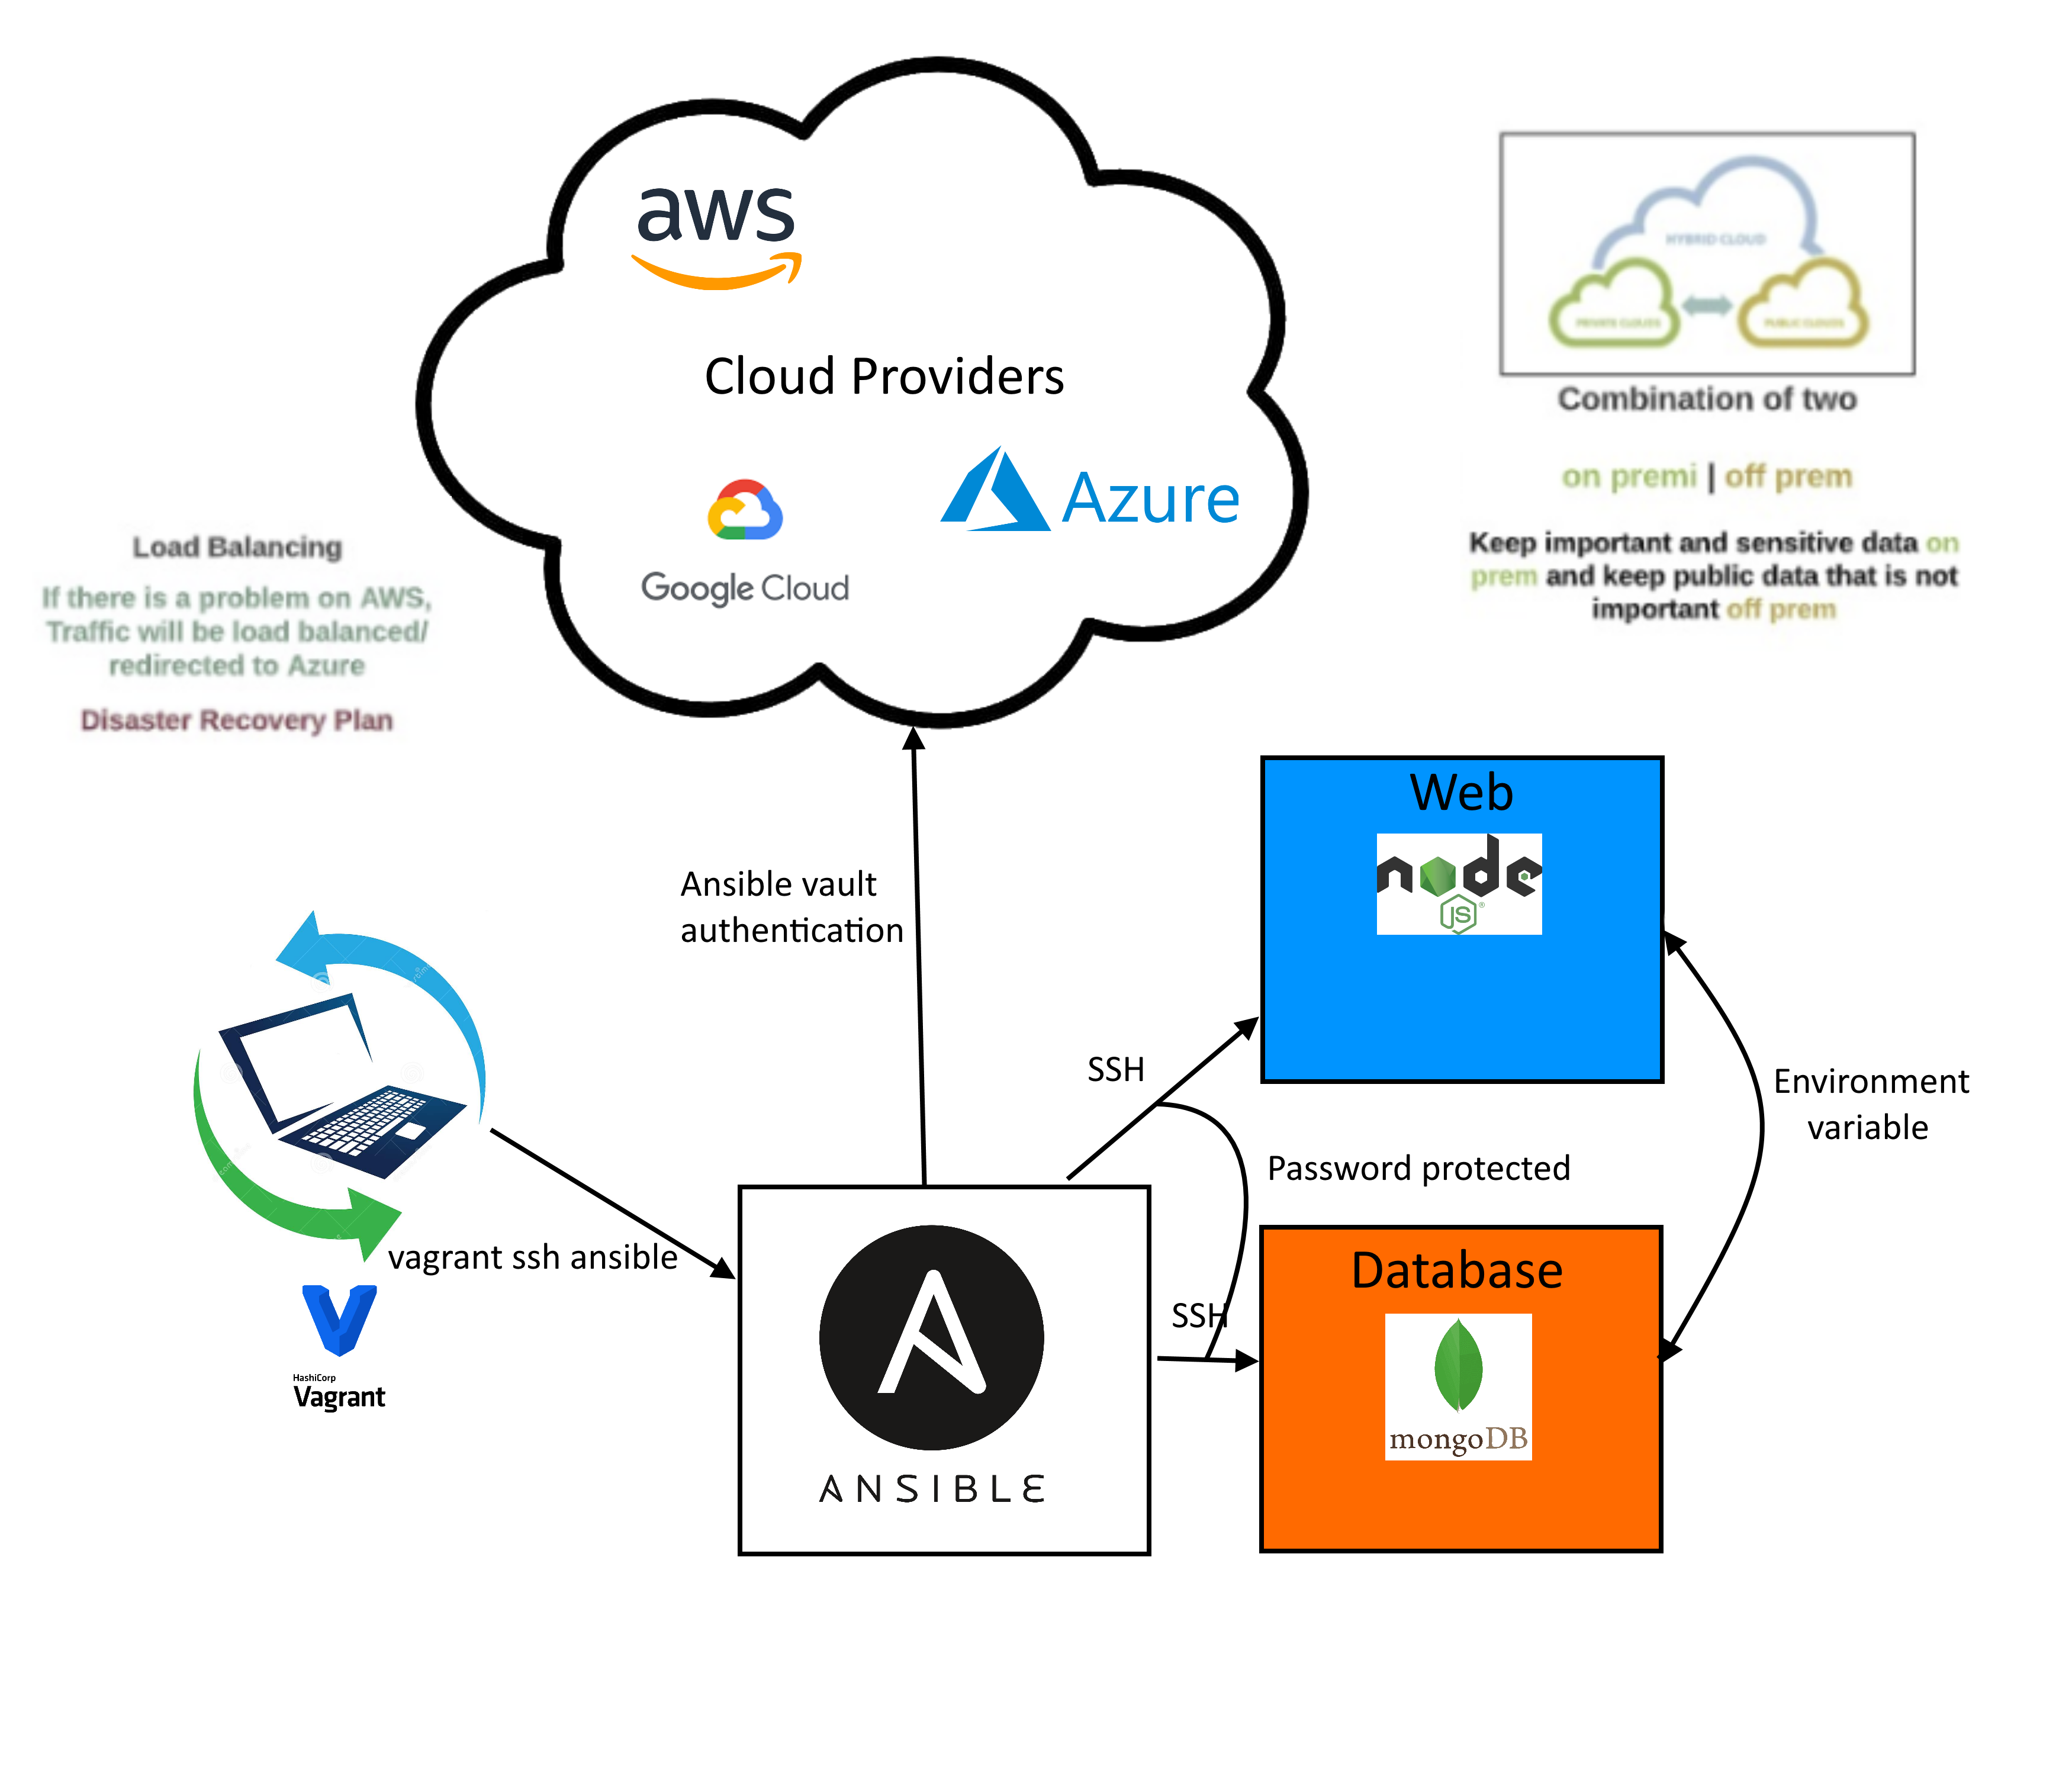 aws
Cloud Providers
Azure
Google Cloud
HYBRID CLOUD
PRIVATE CLOUDS
PUBLIC CLOUDS
Combination of two
on premi | off prem
Keep important and sensitive data on
prem and keep public data that is not
important off prem
Load Balancing
If there is a problem on AWS,
Traffic will be load balanced/
redirected to Azure
Disaster Recovery Plan
Ansible vault
authentication
Web
node
JS
SSH
Environment
variable
Password protected
vagrant ssh ansible
HashiCorp
Vagrant
ANSIBLE
SSH
Database
mongoDB